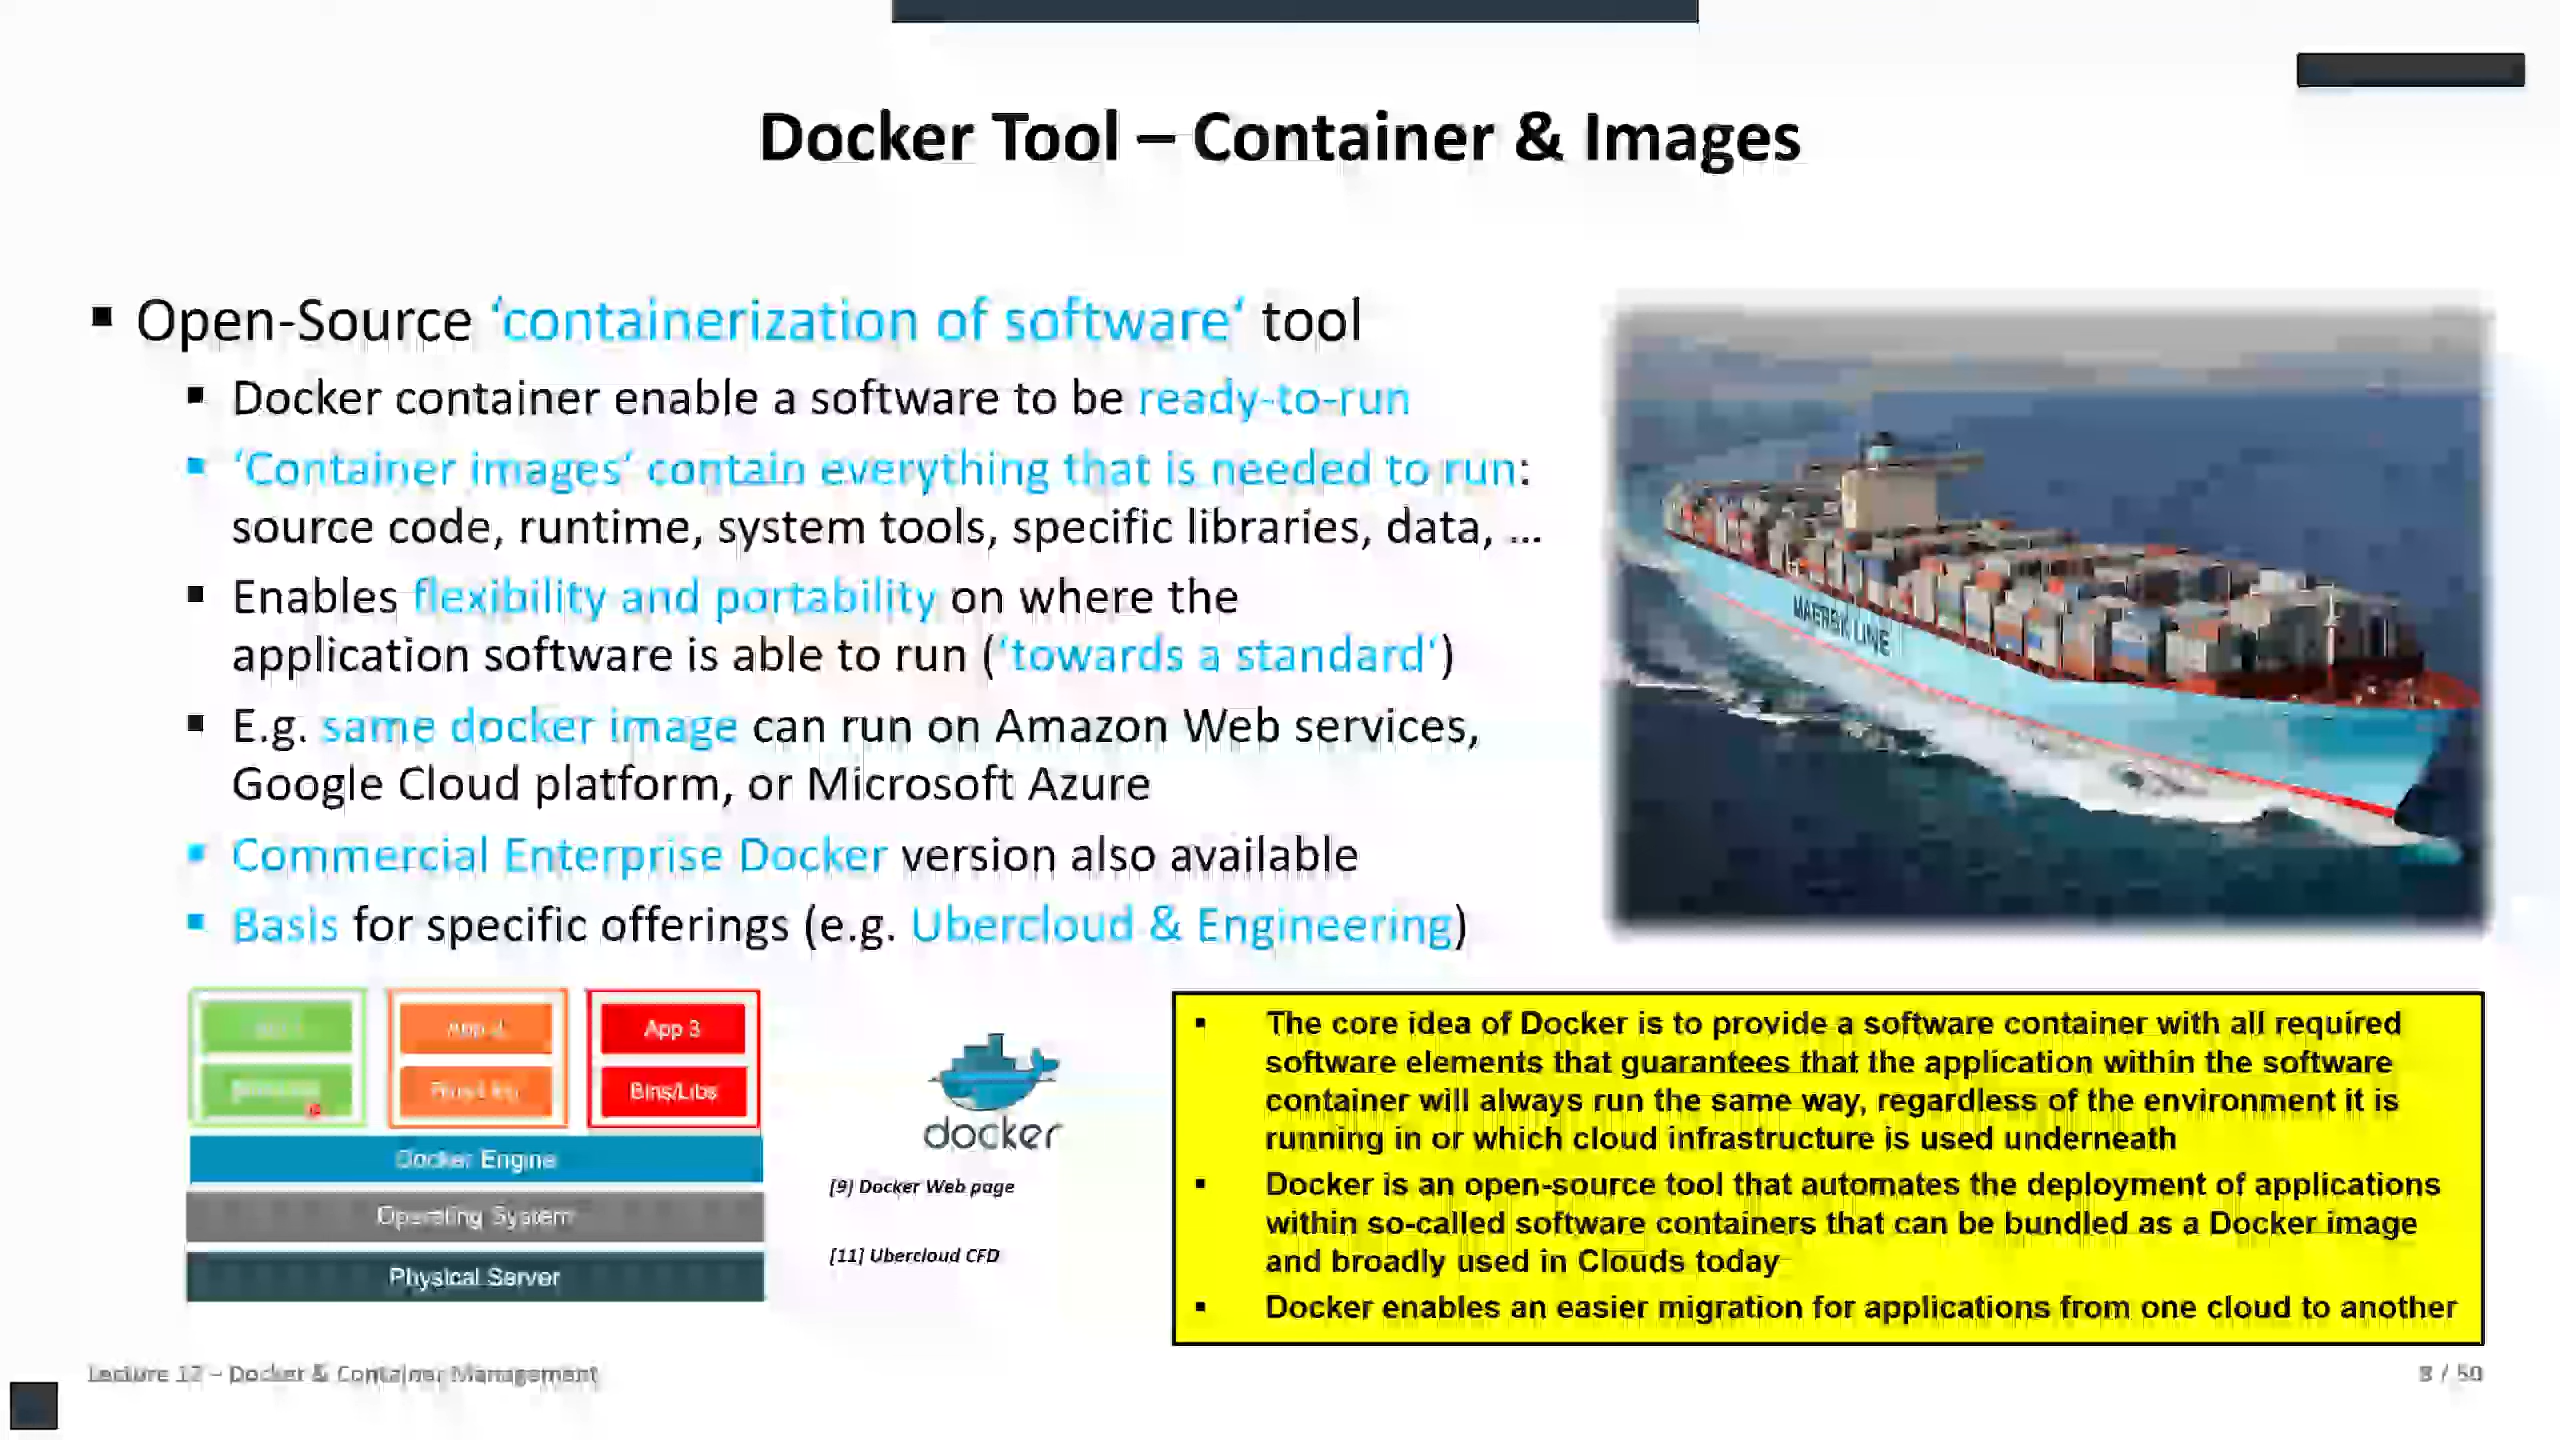 Docker Tool – Container & Images
▪ Open-Source ‘containerization of software‘ tool
▪ Docker container enable a software to be ready-to-run
▪ ‘Container images‘ contain everything that is needed to run:
source code, runtime, system tools, specific libraries, data, …
▪ Enables flexibility and portability on where the
application software is able to run (‘towards a standard‘)
▪ E.g. same docker image can run on Amazon Web services,
Google Cloud platform, or Microsoft Azure
▪ Commercial Enterprise Docker version also available
▪ Basis for specific offerings (e.g. Ubercloud & Engineering)
MAERSK LINE
App 2
App 3
Bins/Libs
Docker Engine
Operating System
Physical Server
docker
[9] Docker Web page
[11] Ubercloud CFD
▪ The core idea of Docker is to provide a software container with all required
software elements that guarantees that the application within the software
container will always run the same way, regardless of the environment it is
running in or which cloud infrastructure is used underneath
▪ Docker is an open-source tool that automates the deployment of applications
within so-called software containers that can be bundled as a Docker image
and broadly used in Clouds today
▪ Docker enables an easier migration for applications from one cloud to another
Lecture 12 – Docker & Container Management
8 / 50